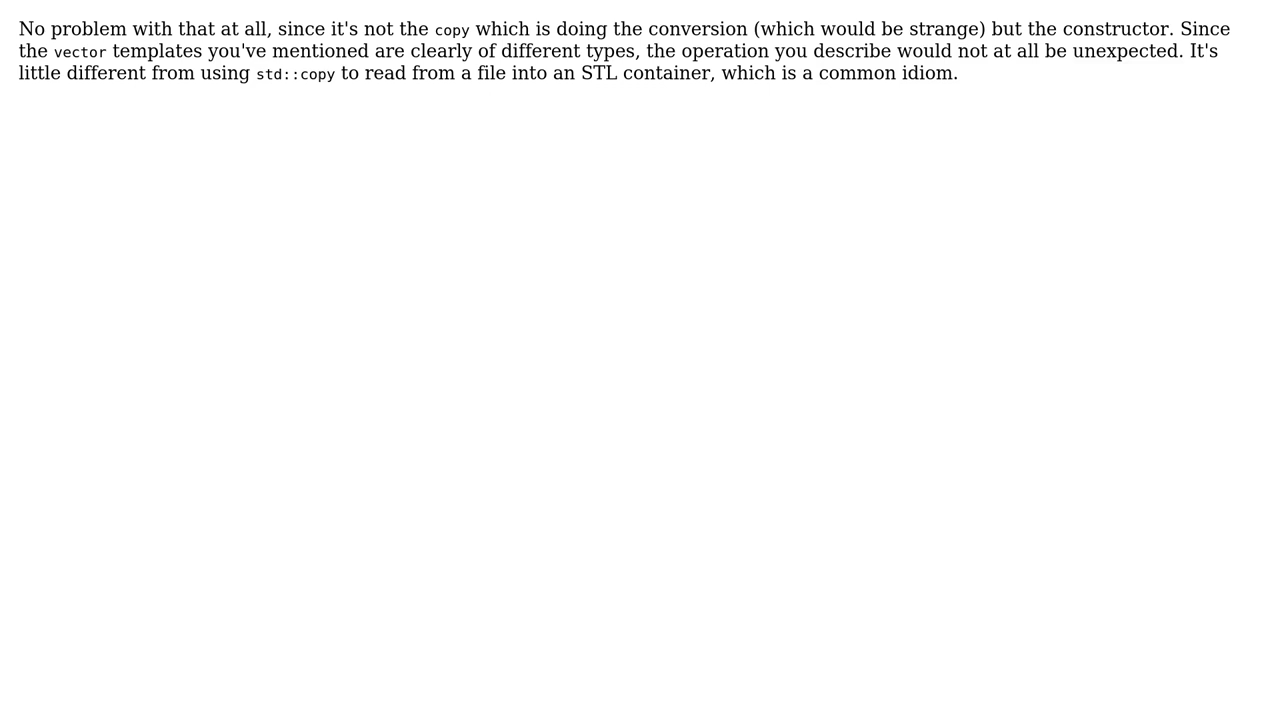 No problem with that at all, since it's not the copy which is doing the conversion (which would be strange) but the constructor. Since
the vector templates you've mentioned are clearly of different types, the operation you describe would not at all be unexpected. It's
little different from using std::copy to read from a file into an STL container, which is a common idiom.